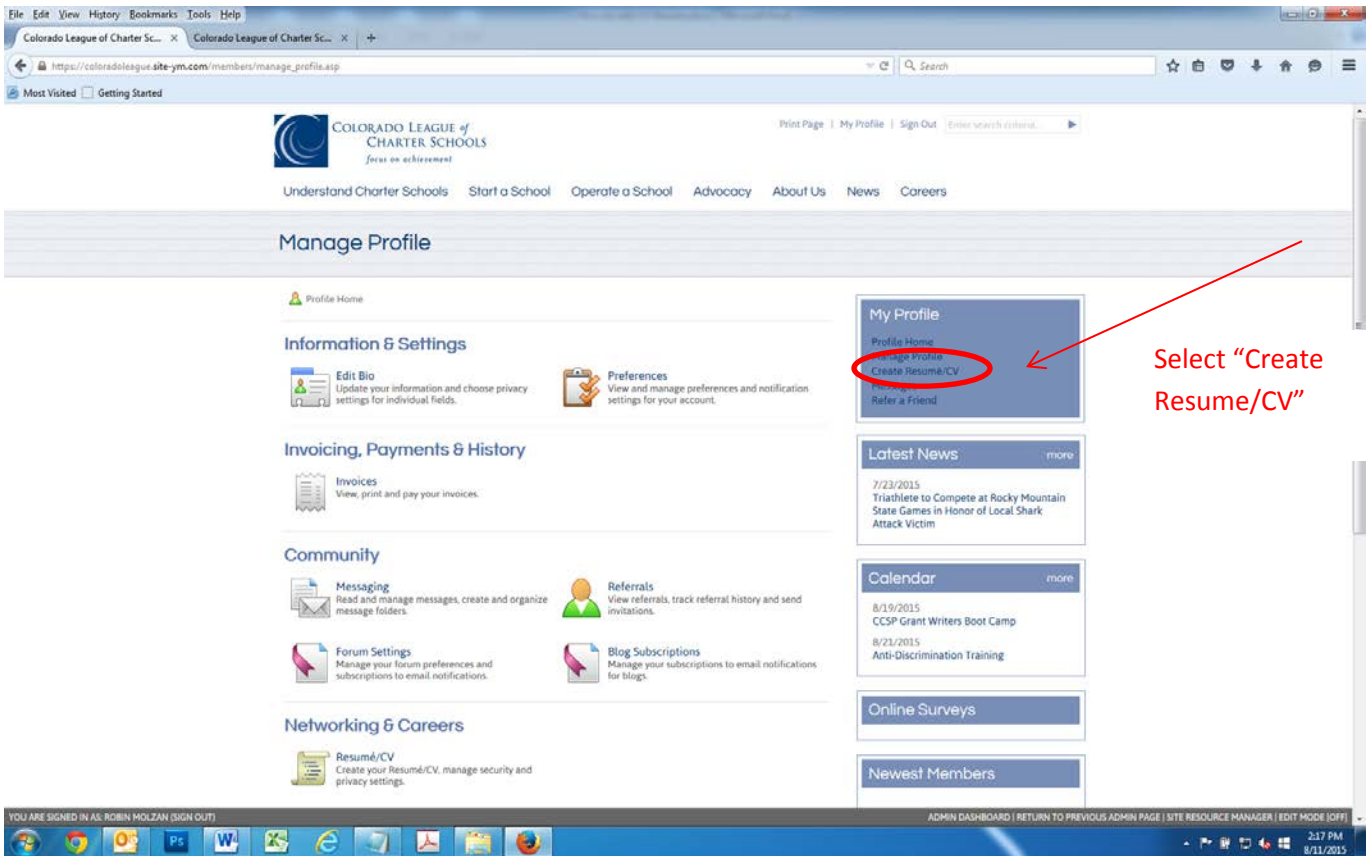 File Edit View History Bookmarks Tools Help
Colorado League of Charter Sc... × Colorado League of Charter Sc... × +
https://coloradoleague.site-ym.com/members/manage_profile.asp
Search
Most Visited Getting Started
COLORADO LEAGUE of
CHARTER SCHOOLS
focus on achievement
Print Page | My Profile | Sign Out Enter search criteria...
Understand Charter Schools Start a School Operate a School Advocacy About Us News Careers
Manage Profile
Profile Home
Information & Settings
Edit Bio
Update your information and choose privacy
settings for individual fields.
Preferences
View and manage preferences and notification
settings for your account.
Invoicing, Payments & History
Invoices
View, print and pay your invoices.
Community
Messaging
Read and manage messages, create and organize
message folders.
Referrals
View referrals, track referral history and send
invitations.
Forum Settings
Manage your forum preferences and
subscriptions to email notifications.
Blog Subscriptions
Manage your subscriptions to email notifications
for blogs.
Networking & Careers
Resumé/CV
Create your Resumé/CV, manage security and
privacy settings.
My Profile
Profile Home
Manage Profile
Create Resumé/CV
Messages
Refer a Friend
Select “Create
Resume/CV”
Latest News more
7/23/2015
Triathlete to Compete at Rocky Mountain
State Games in Honor of Local Shark
Attack Victim
Calendar more
8/19/2015
CCSP Grant Writers Boot Camp
8/21/2015
Anti-Discrimination Training
Online Surveys
Newest Members
YOU ARE SIGNED IN AS: ROBIN MOLZAN (SIGN OUT)
ADMIN DASHBOARD | RETURN TO PREVIOUS ADMIN PAGE | SITE RESOURCE MANAGER | EDIT MODE [OFF]
2:17 PM
8/11/2015